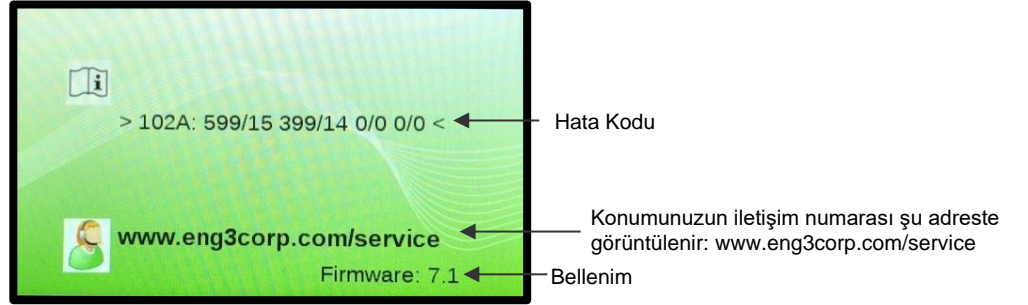 > 102A: 599/15 399/14 0/0 0/0 <
Hata Kodu
www.eng3corp.com/service
Konumunuzun iletişim numarası şu adreste
görüntülenir: www.eng3corp.com/service
Firmware: 7.1
Bellenim